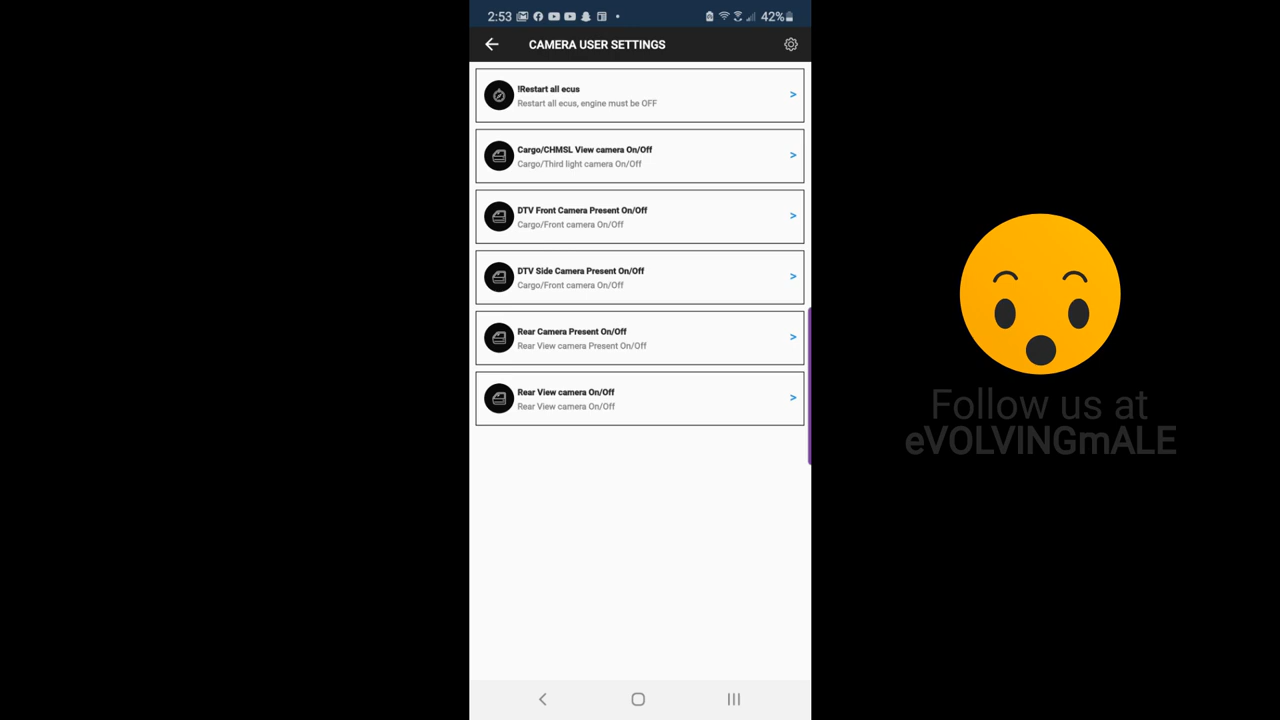 2:53
42%
CAMERA USER SETTINGS
!Restart all ecus
Restart all ecus, engine must be OFF
>
Cargo/CHMSL View camera On/Off
Cargo/Third light camera On/Off
>
DTV Front Camera Present On/Off
Cargo/Front camera On/Off
>
DTV Side Camera Present On/Off
Cargo/Front camera On/Off
>
Rear Camera Present On/Off
Rear View camera Present On/Off
>
Rear View camera On/Off
Rear View camera On/Off
>
Follow us at
eVOLVINGmALE